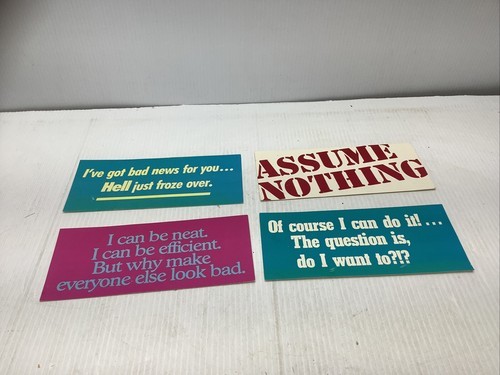 I've got bad news for you...
Hell just froze over.
ASSUME
NOTHING
I can be neat.
I can be efficient.
But why make
everyone else look bad.
Of course I can do it!...
The question is,
do I want to?!?